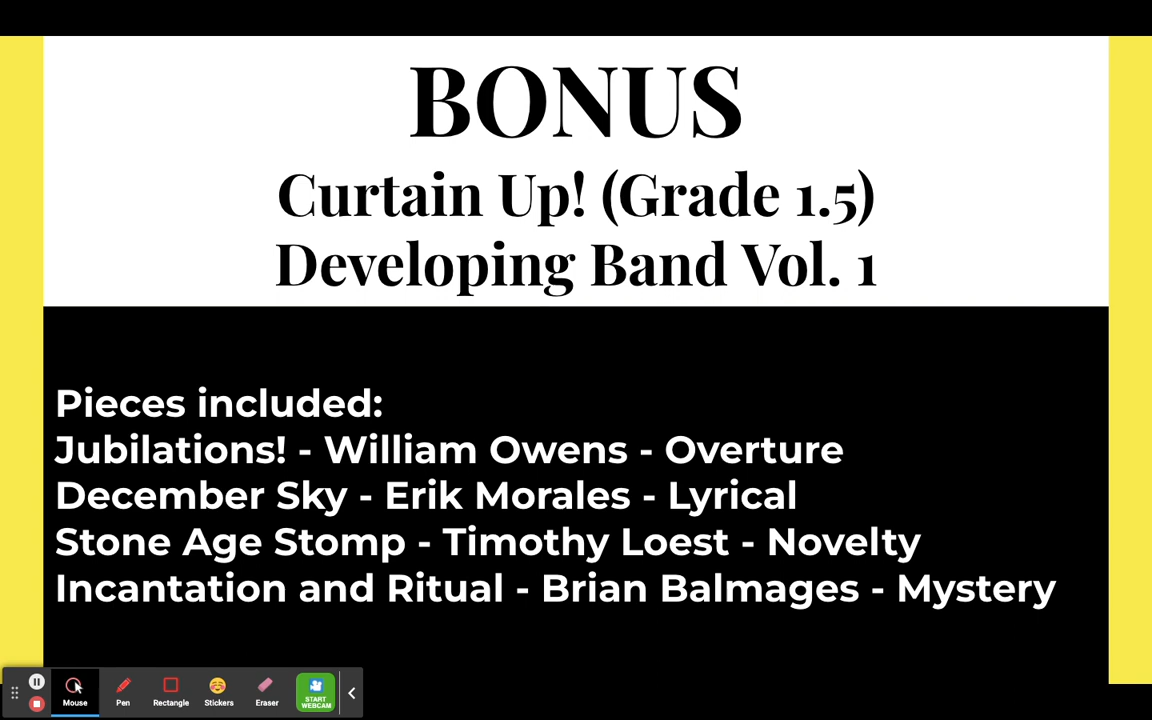 BONUS
Curtain Up! (Grade 1.5)
Developing Band Vol. 1
Pieces included:
Jubilations! - William Owens - Overture
December Sky - Erik Morales - Lyrical
Stone Age Stomp - Timothy Loest - Novelty
Incantation and Ritual - Brian Balmages - Mystery
Mouse Pen Rectangle Stickers Eraser START
WEBCAM